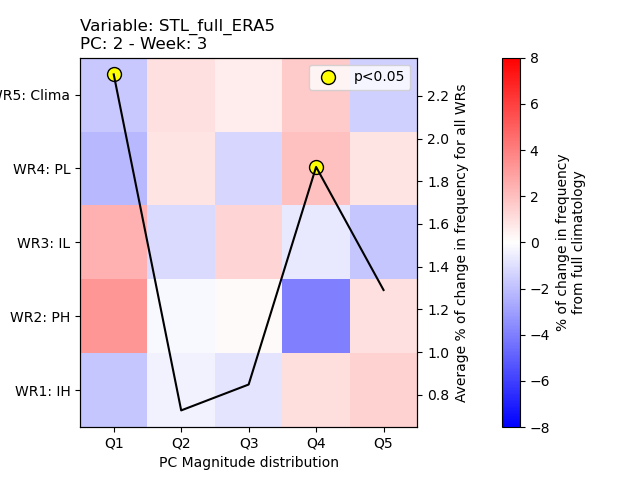 Variable: STL_full_ERA5
PC: 2 - Week: 3
p<0.05
WR5: Clima
WR4: PL
WR3: IL
WR2: PH
WR1: IH
Q1 Q2 Q3 Q4 Q5
PC Magnitude distribution
2.2
2.0
1.8
1.6
1.4
1.2
1.0
0.8
Average % of change in frequency for all WRs
8
6
4
2
0
−2
−4
−6
−8
% of change in frequency
from full climatology